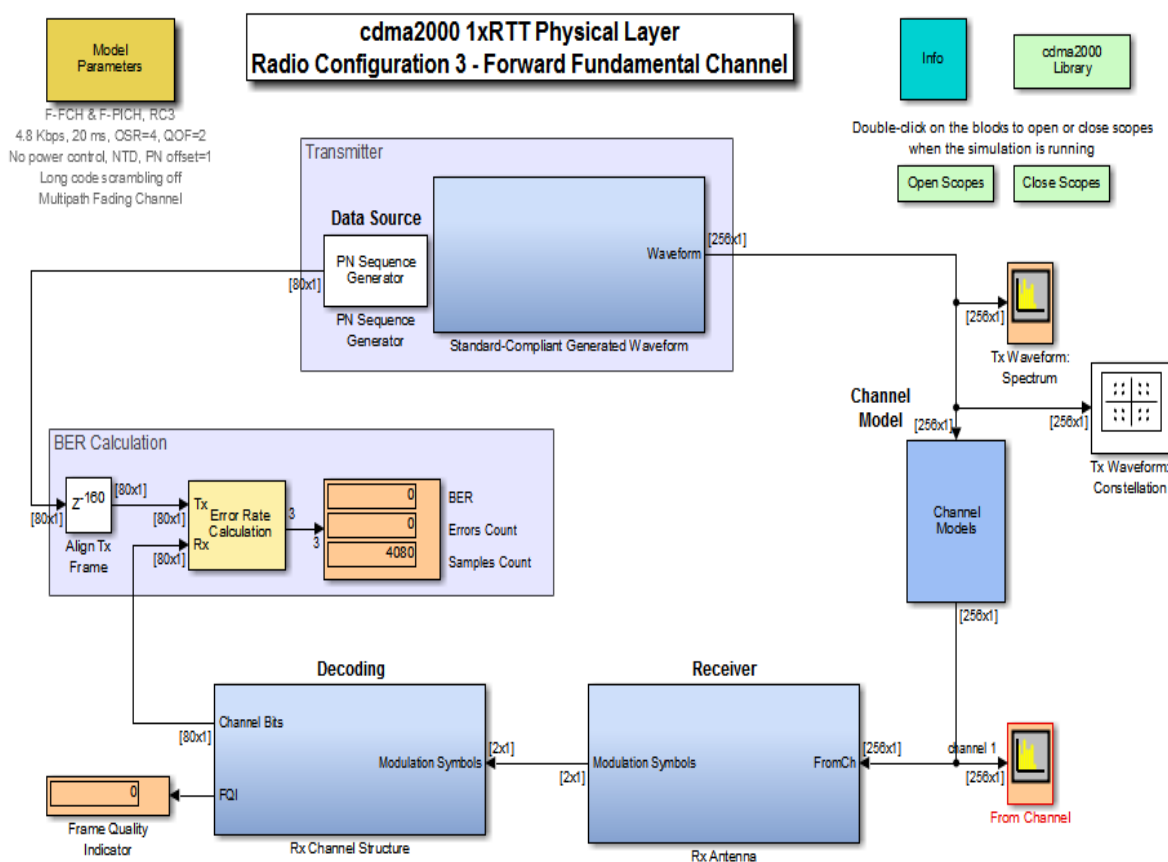 cdma2000 1xRTT Physical Layer
Radio Configuration 3 - Forward Fundamental Channel
Model
Parameters
F-FCH & F-PICH, RC3
4.8 Kbps, 20 ms, OSR=4, QOF=2
No power control, NTD, PN offset=1
Long code scrambling off
Multipath Fading Channel
Info
cdma2000
Library
Double-click on the blocks to open or close scopes
when the simulation is running
Open Scopes
Close Scopes
Transmitter
Data Source
PN Sequence
Generator
[80x1]
PN Sequence
Generator
Waveform
[256x1]
Standard-Compliant Generated Waveform
[256x1]
Tx Waveform:
Spectrum
Channel
Model
[256x1]
[256x1]
Tx Waveform:
Constellation
Channel
Models
[256x1]
BER Calculation
[80x1]
Z-160
[80x1]
Align Tx
Frame
[80x1]
Tx
Rx
Error Rate
Calculation
[80x1]
3
3
0
BER
0
Errors Count
4080
Samples Count
Decoding
Channel Bits
[80x1]
FQI
Modulation Symbols
[2x1]
Rx Channel Structure
0
Frame Quality
Indicator
Receiver
[2x1]
Modulation Symbols
FromCh
[256x1]
Rx Antenna
channel 1
[256x1]
From Channel